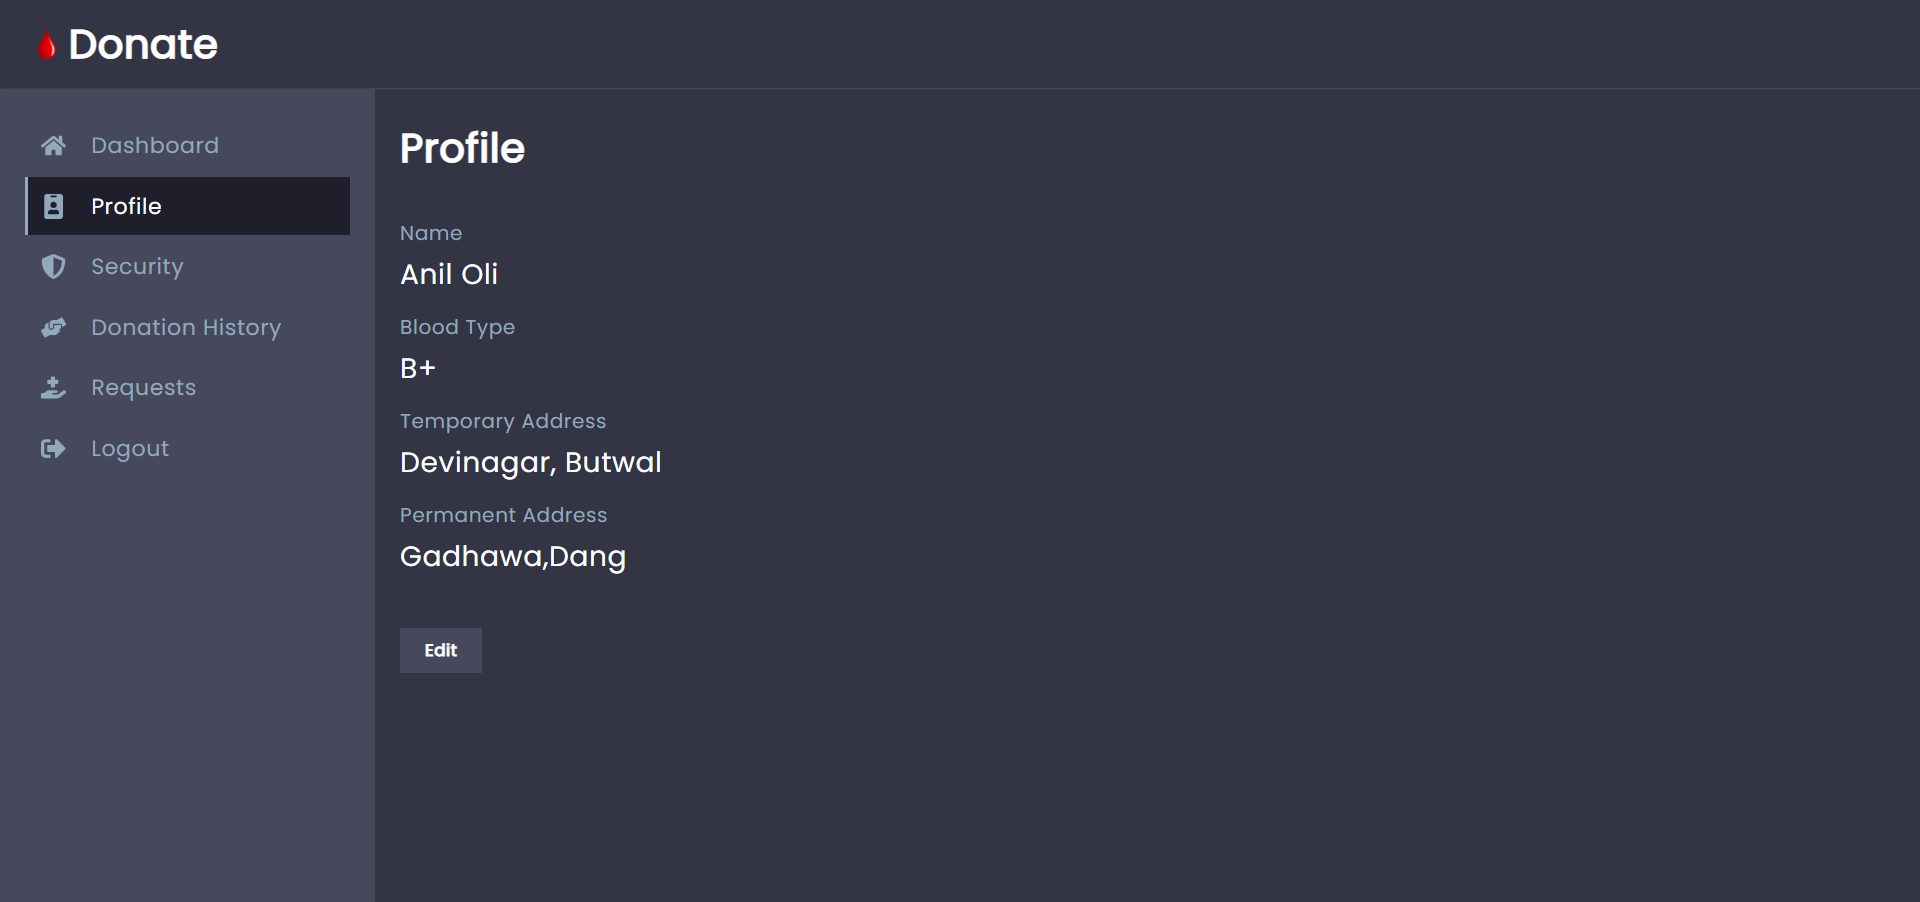 Donate
Dashboard
Profile
Security
Donation History
Requests
Logout
Profile
Name
Anil Oli
Blood Type
B+
Temporary Address
Devinagar, Butwal
Permanent Address
Gadhawa,Dang
Edit